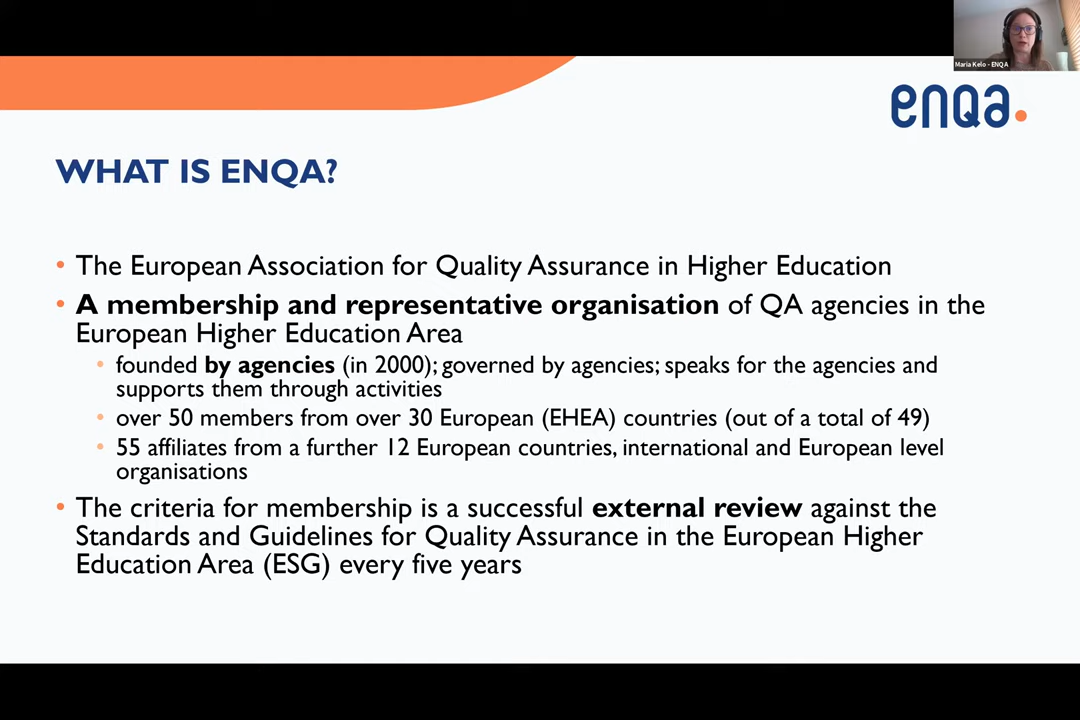 Maria Kelo - ENQA
enqa.
WHAT IS ENQA?
• The European Association for Quality Assurance in Higher Education
• A membership and representative organisation of QA agencies in the
European Higher Education Area
• founded by agencies (in 2000); governed by agencies; speaks for the agencies and
supports them through activities
• over 50 members from over 30 European (EHEA) countries (out of a total of 49)
• 55 affiliates from a further 12 European countries, international and European level
organisations
• The criteria for membership is a successful external review against the
Standards and Guidelines for Quality Assurance in the European Higher
Education Area (ESG) every five years